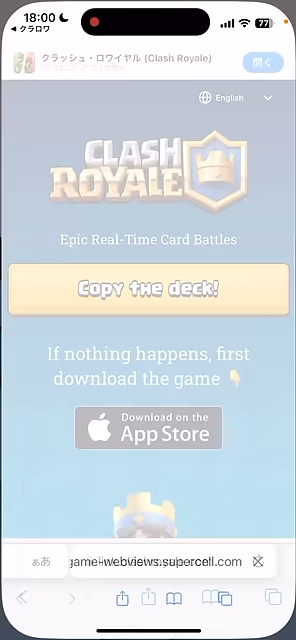 18:00
77
◀ クラロワ
クラッシュ・ロワイヤル (Clash Royale)
開く
English
CLASH
ROYALE
Epic Real-Time Card Battles
Copy the deck!
If nothing happens, first
download the game 👇
Download on the
App Store
ぁあ
game-webviews.supercell.com